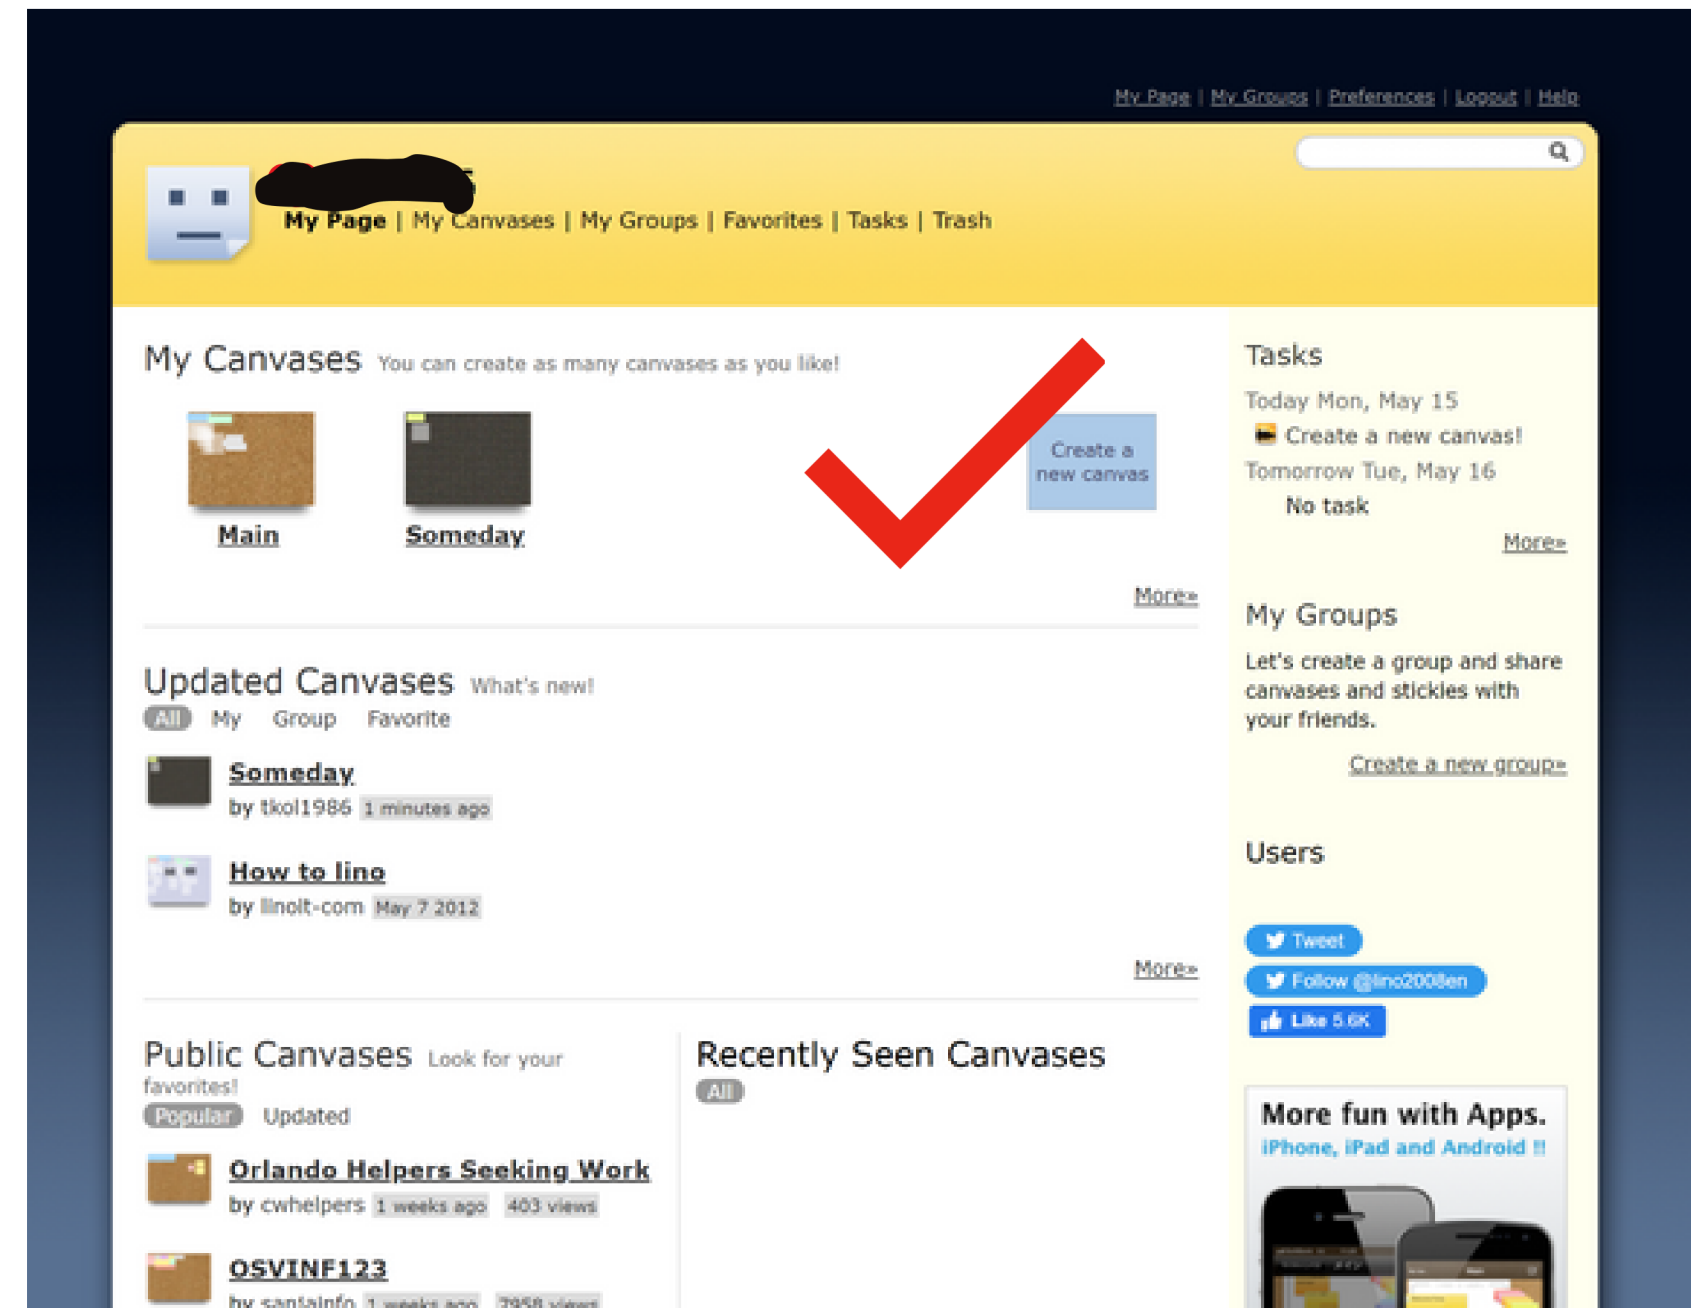 My Page | My Groups | Preferences | Logout | Help
My Page | My Canvases | My Groups | Favorites | Tasks | Trash
My Canvases You can create as many canvases as you like!
Create a
new canvas
Main
Someday
More»
Updated Canvases What's new!
All My Group Favorite
Someday
by tkol1986 1 minutes ago
How to lino
by linoit-com May 7 2012
More»
Public Canvases Look for your
favorites!
Popular Updated
Orlando Helpers Seeking Work
by cwhelpers 1 weeks ago 403 views
OSVINF123
by 1 weeks ago 7958 views
Recently Seen Canvases
All
Tasks
Today Mon, May 15
Create a new canvas!
Tomorrow Tue, May 16
No task
More»
My Groups
Let's create a group and share
canvases and stickies with
your friends.
Create a new group»
Users
Tweet
Follow @lino2008en
Like 5.6K
More fun with Apps.
iPhone, iPad and Android !!